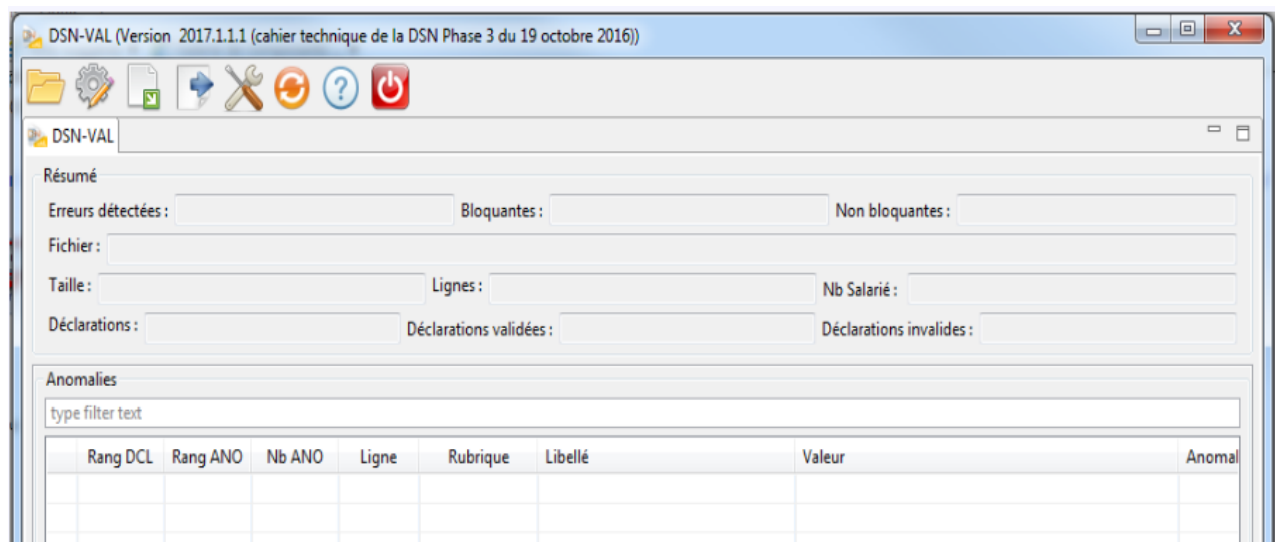 DSN-VAL (Version 2017.1.1.1 (cahier technique de la DSN Phase 3 du 19 octobre 2016))
DSN-VAL
Résumé
Erreurs détectées : Bloquantes : Non bloquantes :
Fichier :
Taille : Lignes : Nb Salarié :
Déclarations : Déclarations validées : Déclarations invalides :
Anomalies
type filter text
Rang DCL Rang ANO Nb ANO Ligne Rubrique Libellé Valeur Anomal